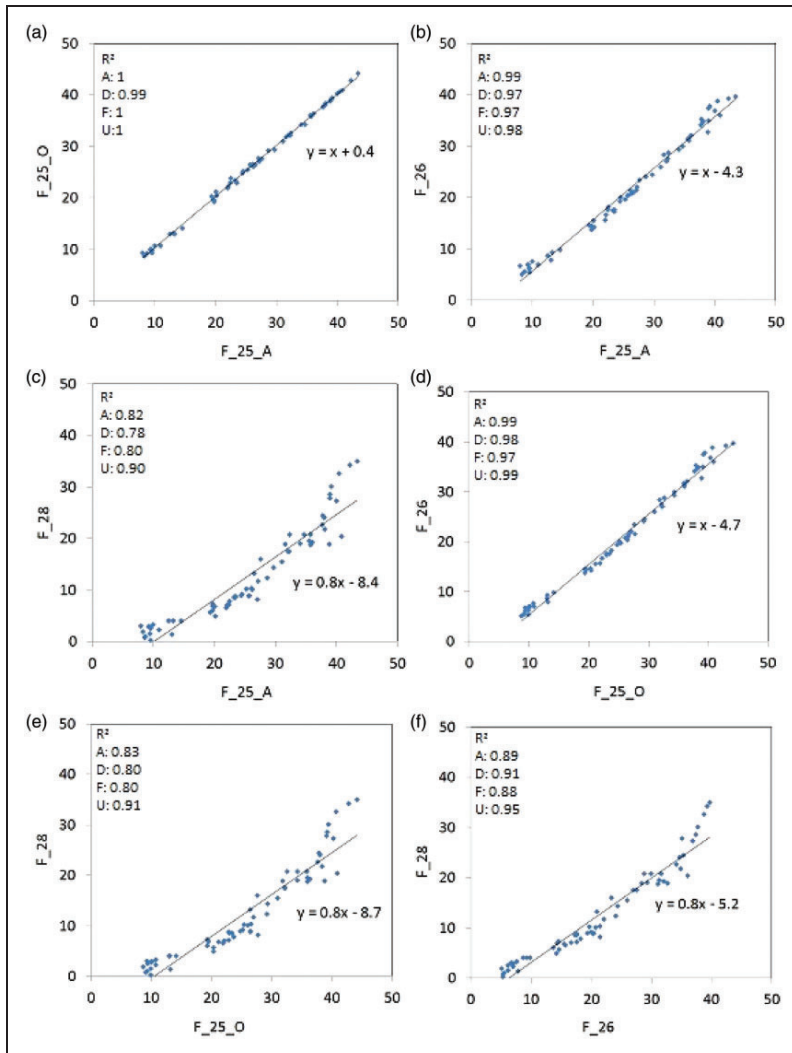 (a)
50
R²
A: 1
D: 0.99
F: 1
U:1
40
30
y = x + 0.4
F_25_O
20
10
0
0 10 20 30 40 50
F_25_A
(b)
50
R²
A: 0.99
D: 0.97
F: 0.97
U: 0.98
40
30
y = x - 4.3
F_26
20
10
0
0 10 20 30 40 50
F_25_A
(c)
50
R²
A: 0.82
D: 0.78
F: 0.80
U: 0.90
40
30
F_28
20
y = 0.8x - 8.4
10
0
0 10 20 30 40 50
F_25_A
(d)
50
R²
A: 0.99
D: 0.98
F: 0.97
U: 0.99
40
30
F_26
y = x - 4.7
20
10
0
0 10 20 30 40 50
F_25_O
(e)
50
R²
A: 0.83
D: 0.80
F: 0.80
U: 0.91
40
30
F_28
20
y = 0.8x - 8.7
10
0
0 10 20 30 40 50
F_25_O
(f)
50
R²
A: 0.89
D: 0.91
F: 0.88
U: 0.95
40
30
F_28
20
y = 0.8x - 5.2
10
0
0 10 20 30 40 50
F_26